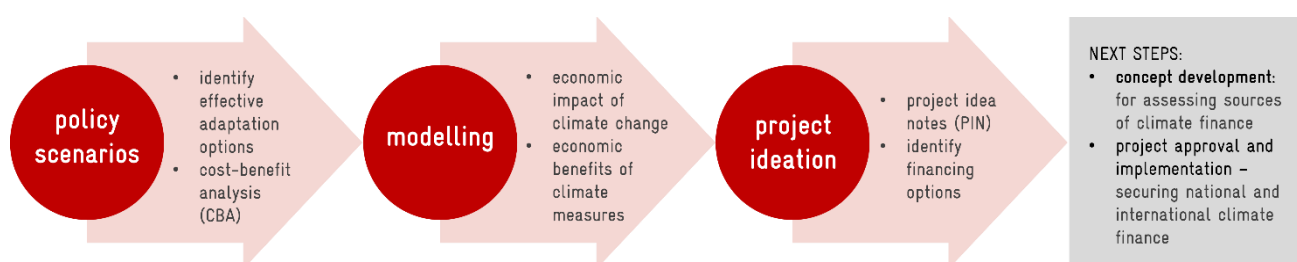 policy
scenarios
• identify
effective
adaptation
options
• cost-benefit
analysis
(CBA)
modelling
• economic
impact of
climate change
• economic
benefits of
climate
measures
project
ideation
• project idea
notes (PIN)
• identify
financing
options
NEXT STEPS:
• concept development:
for assessing sources
of climate finance
• project approval and
implementation –
securing national and
international climate
finance